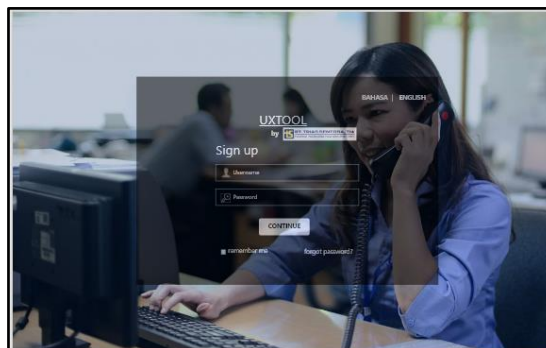 BAHASA | ENGLISH
UXTOOL
by
Sign up
Username
Password
CONTINUE
remember me forgot password?